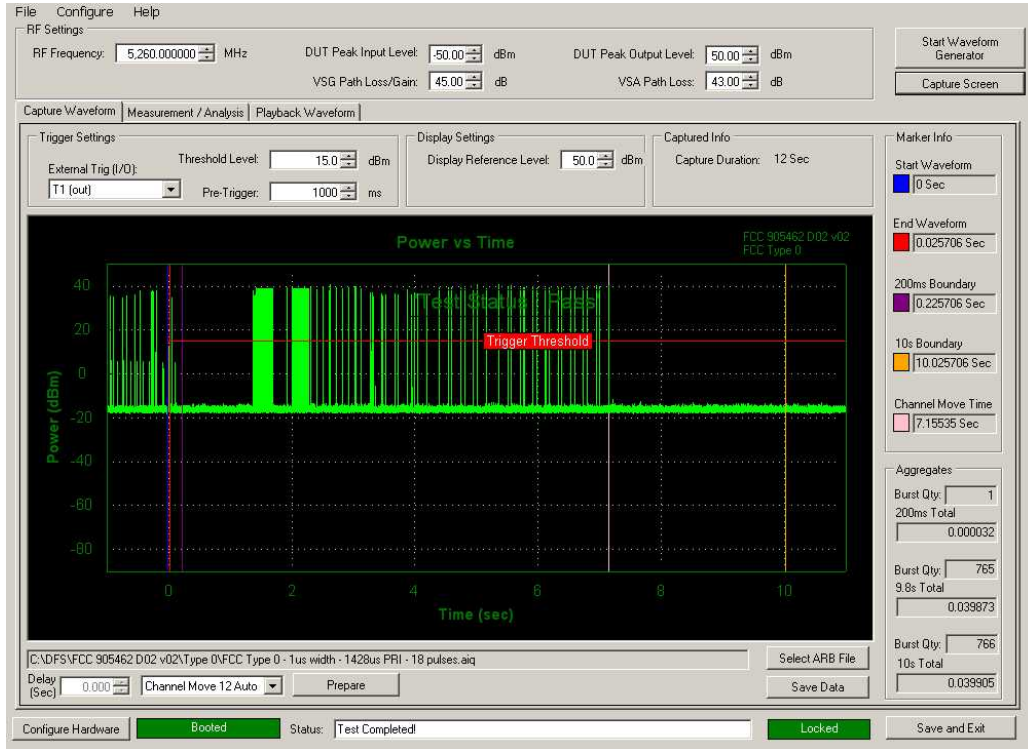 File Configure Help
RF Settings
RF Frequency: 5,260.000000 MHz
DUT Peak Input Level: -50.00 dBm
DUT Peak Output Level: 50.00 dBm
VSG Path Loss/Gain: 45.00 dB
VSA Path Loss: 43.00 dB
Start Waveform
Generator
Capture Screen
Capture Waveform Measurement / Analysis Playback Waveform
Trigger Settings
External Trig (I/O):
T1 (out)
Threshold Level: 15.0 dBm
Pre-Trigger: 1000 ms
Display Settings
Display Reference Level: 50.0 dBm
Captured Info
Capture Duration: 12 Sec
Marker Info
Start Waveform
0 Sec
End Waveform
0.025706 Sec
200ms Boundary
0.225706 Sec
10s Boundary
10.025706 Sec
Channel Move Time
7.15535 Sec
Power vs Time
FCC 905462 D02 v02
FCC Type 0
Test Status : Pass
Trigger Threshold
Power (dBm)
40
20
0
-20
-40
-60
-80
0 2 4 6 8 10
Time (sec)
Aggregates
Burst Qty: 1
200ms Total
0.000032
Burst Qty: 765
9.8s Total
0.039873
Burst Qty: 766
10s Total
0.039905
C:\DFS\FCC 905462 D02 v02\Type 0\FCC Type 0 - 1us width - 1428us PRI - 18 pulses.aiq
Select ARB File
Delay
(Sec) 0.000 Channel Move 12 Auto Prepare
Save Data
Configure Hardware Booted Status: Test Completed! Locked Save and Exit